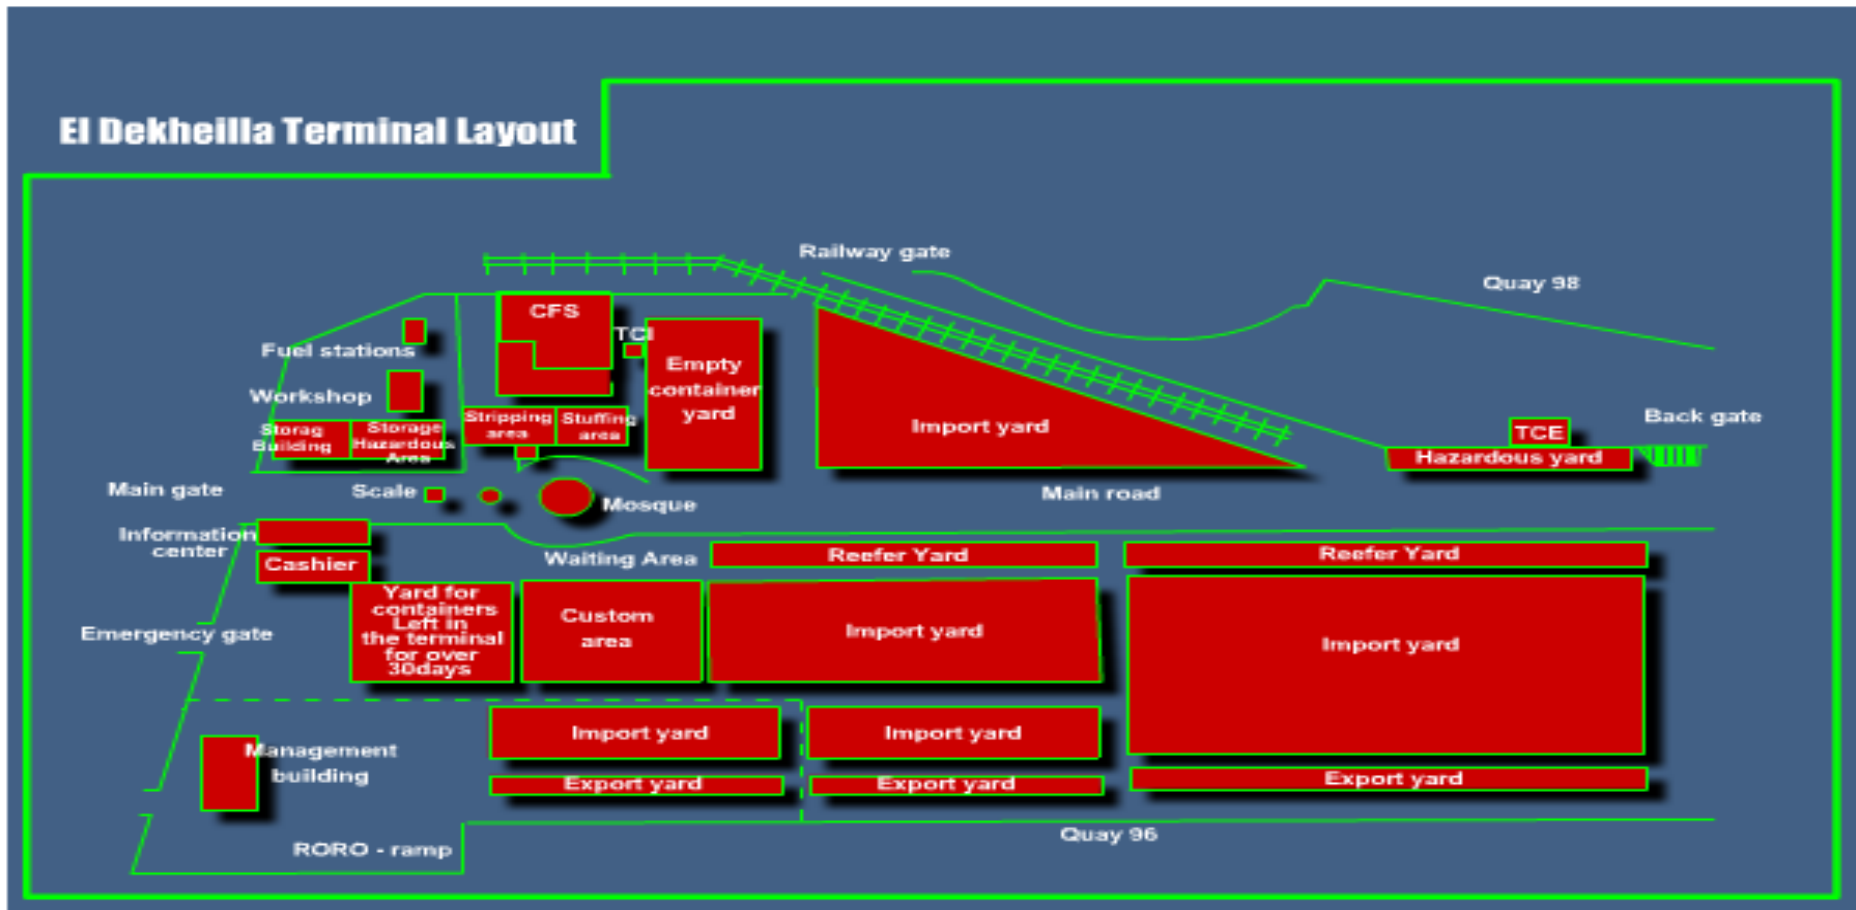 El Dekheilla Terminal Layout
Railway gate
Quay 98
CFS
TCI
Fuel stations
Empty
container
yard
Workshop
Import yard
Back gate
Storag
Building
Storage
Hazardous
Area
Stripping
area
Stuffing
area
TCE
Hazardous yard
Main gate
Scale
Mosque
Main road
Information
center
Cashier
Waiting Area
Reefer Yard
Reefer Yard
Yard for
containers
Left in
the terminal
for over
30days
Custom
area
Import yard
Import yard
Emergency gate
Management
building
Import yard
Import yard
Export yard
Export yard
Export yard
Quay 96
RORO - ramp